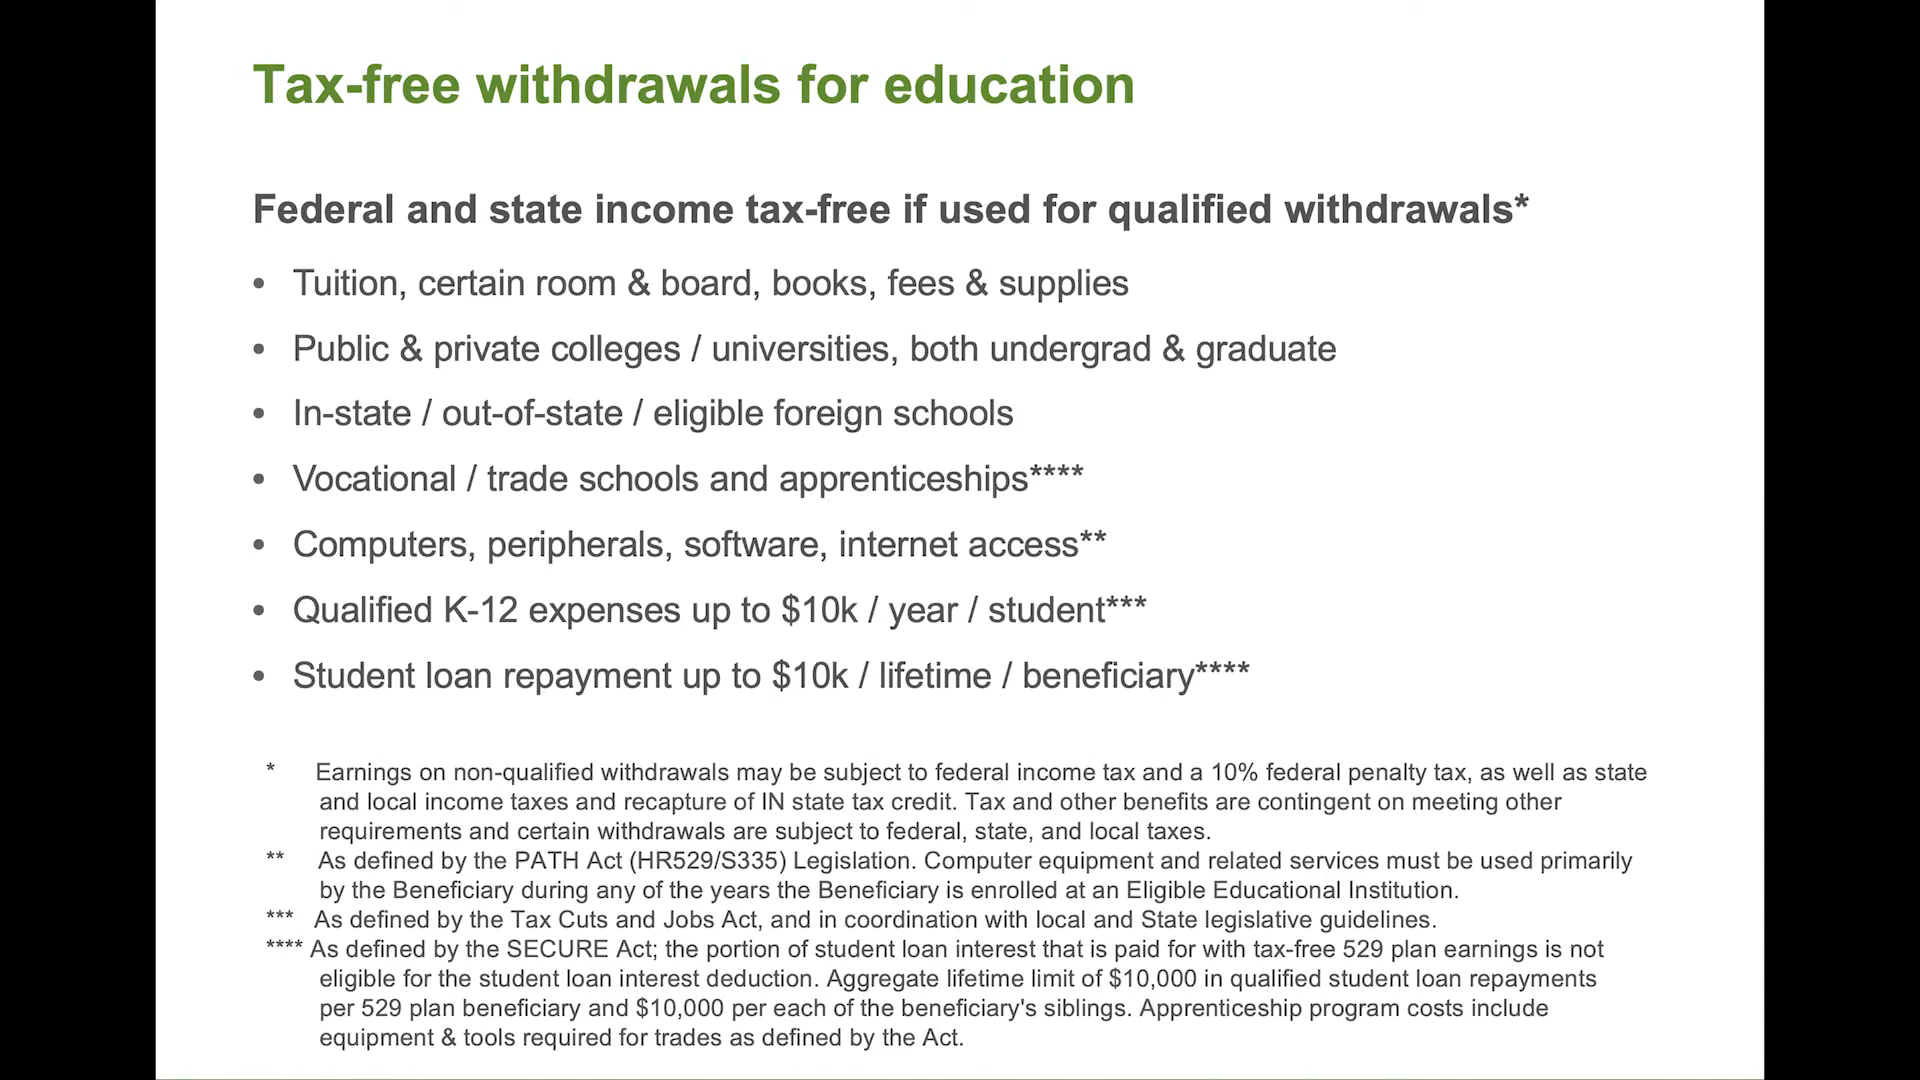 Tax-free withdrawals for education
Federal and state income tax-free if used for qualified withdrawals*
• Tuition, certain room & board, books, fees & supplies
• Public & private colleges / universities, both undergrad & graduate
• In-state / out-of-state / eligible foreign schools
• Vocational / trade schools and apprenticeships****
• Computers, peripherals, software, internet access**
• Qualified K-12 expenses up to $10k / year / student***
• Student loan repayment up to $10k / lifetime / beneficiary****
* Earnings on non-qualified withdrawals may be subject to federal income tax and a 10% federal penalty tax, as well as state
and local income taxes and recapture of IN state tax credit. Tax and other benefits are contingent on meeting other
requirements and certain withdrawals are subject to federal, state, and local taxes.
** As defined by the PATH Act (HR529/S335) Legislation. Computer equipment and related services must be used primarily
by the Beneficiary during any of the years the Beneficiary is enrolled at an Eligible Educational Institution.
*** As defined by the Tax Cuts and Jobs Act, and in coordination with local and State legislative guidelines.
**** As defined by the SECURE Act; the portion of student loan interest that is paid for with tax-free 529 plan earnings is not
eligible for the student loan interest deduction. Aggregate lifetime limit of $10,000 in qualified student loan repayments
per 529 plan beneficiary and $10,000 per each of the beneficiary's siblings. Apprenticeship program costs include
equipment & tools required for trades as defined by the Act.